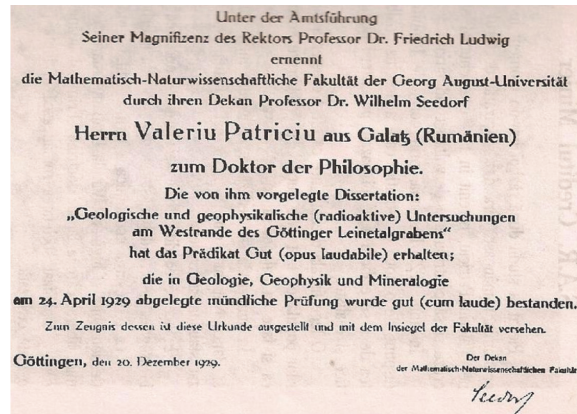 Unter der Amtsführung
Seiner Magnifizenz des Rektors Professor Dr. Friedrich Ludwig
ernennt
die Mathematisch-Naturwissenschaftliche Fakultät der Georg August-Universität
durch ihren Dekan Professor Dr. Wilhelm Seedorf
Herrn Valeriu Patriciu aus Galatz (Rumänien)
zum Doktor der Philosophie.
Die von ihm vorgelegte Dissertation:
„Geologische und geophysikalische (radioaktive) Untersuchungen
am Westrande des Göttinger Leinetalgrabens“
hat das Prädikat Gut (opus laudabile) erhalten;
die in Geologie, Geophysik und Mineralogie
am 24. April 1929 abgelegte mündliche Prüfung wurde gut (cum laude) bestanden.
Zum Zeugnis dessen ist diese Urkunde ausgestellt und mit dem Insiegel der Fakultät versehen.
Göttingen, den 20. Dezember 1929.
Der Dekan
der Mathematisch-Naturwissenschaftlichen Fakultät
Seedorf